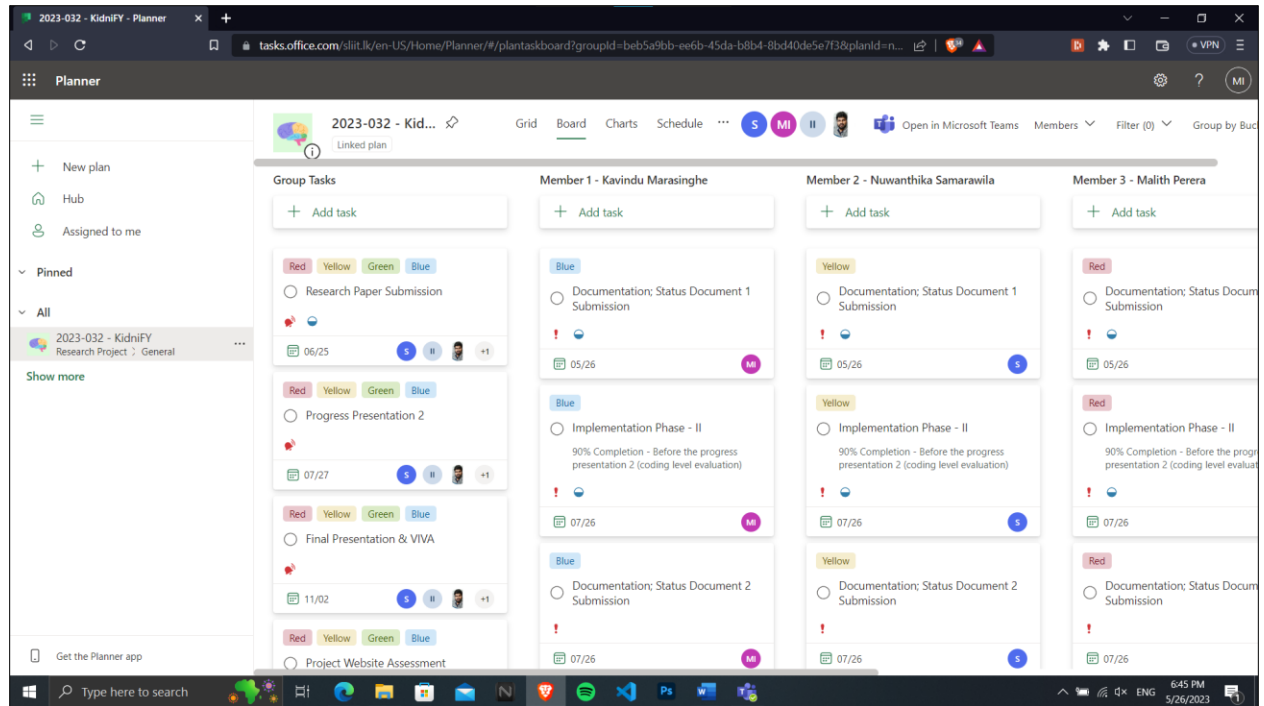 2023-032 - KidniFY - Planner
tasks.office.com/sliit.lk/en-US/Home/Planner/#/plantaskboard?groupId=beb5a9bb-ee6b-45da-b8b4-8bd40de5e7f3&planId=n...
VPN
Planner
? MI
New plan
Hub
Assigned to me
Pinned
All
2023-032 - KidniFY
Research Project
General
...
Show more
Get the Planner app
2023-032 - Kid...
Linked plan
Grid Board Charts Schedule ... S MI II Open in Microsoft Teams Members Filter (0) Group by Buc
Group Tasks
Add task
Red Yellow Green Blue
Research Paper Submission
06/25 S II +1
Red Yellow Green Blue
Progress Presentation 2
07/27 S II +1
Red Yellow Green Blue
Final Presentation & VIVA
11/02 S II +1
Red Yellow Green Blue
Project Website Assessment
Member 1 - Kavindu Marasinghe
Add task
Blue
Documentation; Status Document 1
Submission
05/26 MI
Blue
Implementation Phase - II
90% Completion - Before the progress
presentation 2 (coding level evaluation)
07/26 MI
Blue
Documentation; Status Document 2
Submission
07/26 MI
Member 2 - Nuwanthika Samarawila
Add task
Yellow
Documentation; Status Document 1
Submission
05/26 S
Yellow
Implementation Phase - II
90% Completion - Before the progress
presentation 2 (coding level evaluation)
07/26 S
Yellow
Documentation; Status Document 2
Submission
07/26 S
Member 3 - Malith Perera
Add task
Red
Documentation; Status Docum
Submission
05/26
Red
Implementation Phase - II
90% Completion - Before the progr
presentation 2 (coding level evaluat
07/26
Red
Documentation; Status Docum
Submission
07/26
Type here to search
N Ps W
ENG
6:45 PM
5/26/2023
1